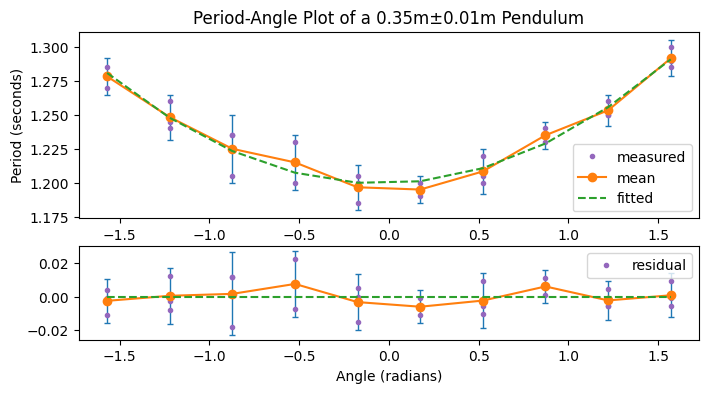 Period-Angle Plot of a 0.35m±0.01m Pendulum
Period (seconds)
1.300
1.275
1.250
1.225
1.200
1.175
measured
mean
fitted
−1.5 −1.0 −0.5 0.0 0.5 1.0 1.5
0.02
0.00
−0.02
residual
−1.5 −1.0 −0.5 0.0 0.5 1.0 1.5
Angle (radians)